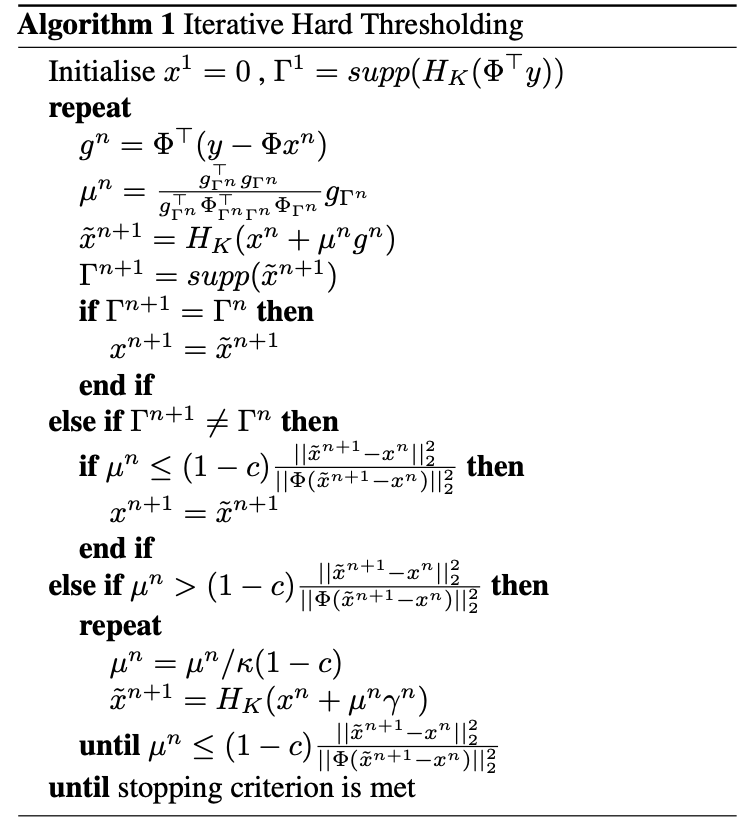 Algorithm 1 Iterative Hard Thresholding
Initialise $x^1 = 0$ , $\Gamma^1 = supp(H_K(\Phi^\top y))$
repeat
$g^n = \Phi^\top(y - \Phi x^n)$
$\mu^n = \frac{g_{\Gamma^n}^\top g_{\Gamma^n}}{g_{\Gamma^n}^\top \Phi_{\Gamma^n \Gamma^n}^\top \Phi_{\Gamma^n}} g_{\Gamma^n}$
$\tilde{x}^{n+1} = H_K(x^n + \mu^n g^n)$
$\Gamma^{n+1} = supp(\tilde{x}^{n+1})$
if $\Gamma^{n+1} = \Gamma^n$ then
$x^{n+1} = \tilde{x}^{n+1}$
end if
else if $\Gamma^{n+1} \neq \Gamma^n$ then
if $\mu^n \leq (1 - c)\frac{||\tilde{x}^{n+1} - x^n||_2^2}{||\Phi(\tilde{x}^{n+1} - x^n)||_2^2}$ then
$x^{n+1} = \tilde{x}^{n+1}$
end if
else if $\mu^n > (1 - c)\frac{||\tilde{x}^{n+1} - x^n||_2^2}{||\Phi(\tilde{x}^{n+1} - x^n)||_2^2}$ then
repeat
$\mu^n = \mu^n/\kappa(1 - c)$
$\tilde{x}^{n+1} = H_K(x^n + \mu^n \gamma^n)$
until $\mu^n \leq (1 - c)\frac{||\tilde{x}^{n+1} - x^n||_2^2}{||\Phi(\tilde{x}^{n+1} - x^n)||_2^2}$
until stopping criterion is met